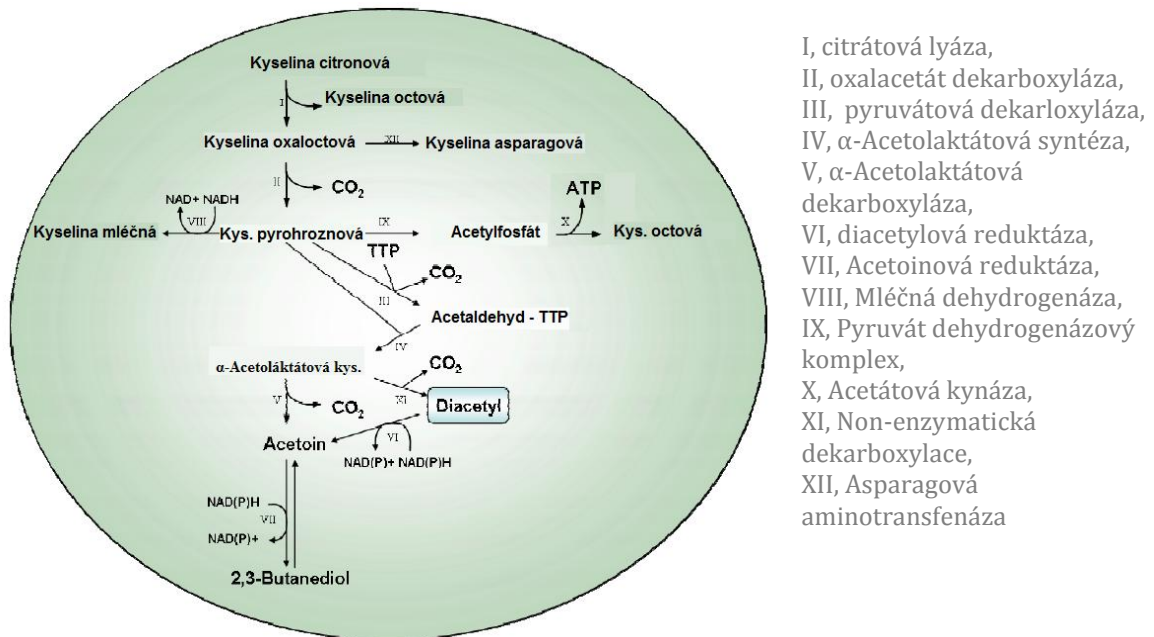 Kyselina citronová
I
Kyselina octová
Kyselina oxaloctová
XII
Kyselina asparagová
II
CO2
ATP
NAD+ NADH
VIII
IX
X
Kyselina mléčná
Kys. pyrohroznová
Acetylfosfát
Kys. octová
TTP
CO2
III
Acetaldehyd - TTP
IV
α-Acetoláktátová kys.
CO2
V
CO2
XI
Diacetyl
Acetoin
VI
NAD(P)+ NAD(P)H
NAD(P)H
VII
NAD(P)+
2,3-Butanediol
I, citrátová lyáza,
II, oxalacetát dekarboxyláza,
III, pyruvátová dekarloxyláza,
IV, α-Acetolaktátová syntéza,
V, α-Acetolaktátová
dekarboxyláza,
VI, diacetylová reduktáza,
VII, Acetoinová reduktáza,
VIII, Mléčná dehydrogenáza,
IX, Pyruvát dehydrogenázový
komplex,
X, Acetátová kynáza,
XI, Non-enzymatická
dekarboxylace,
XII, Asparagová
aminotransfenáza